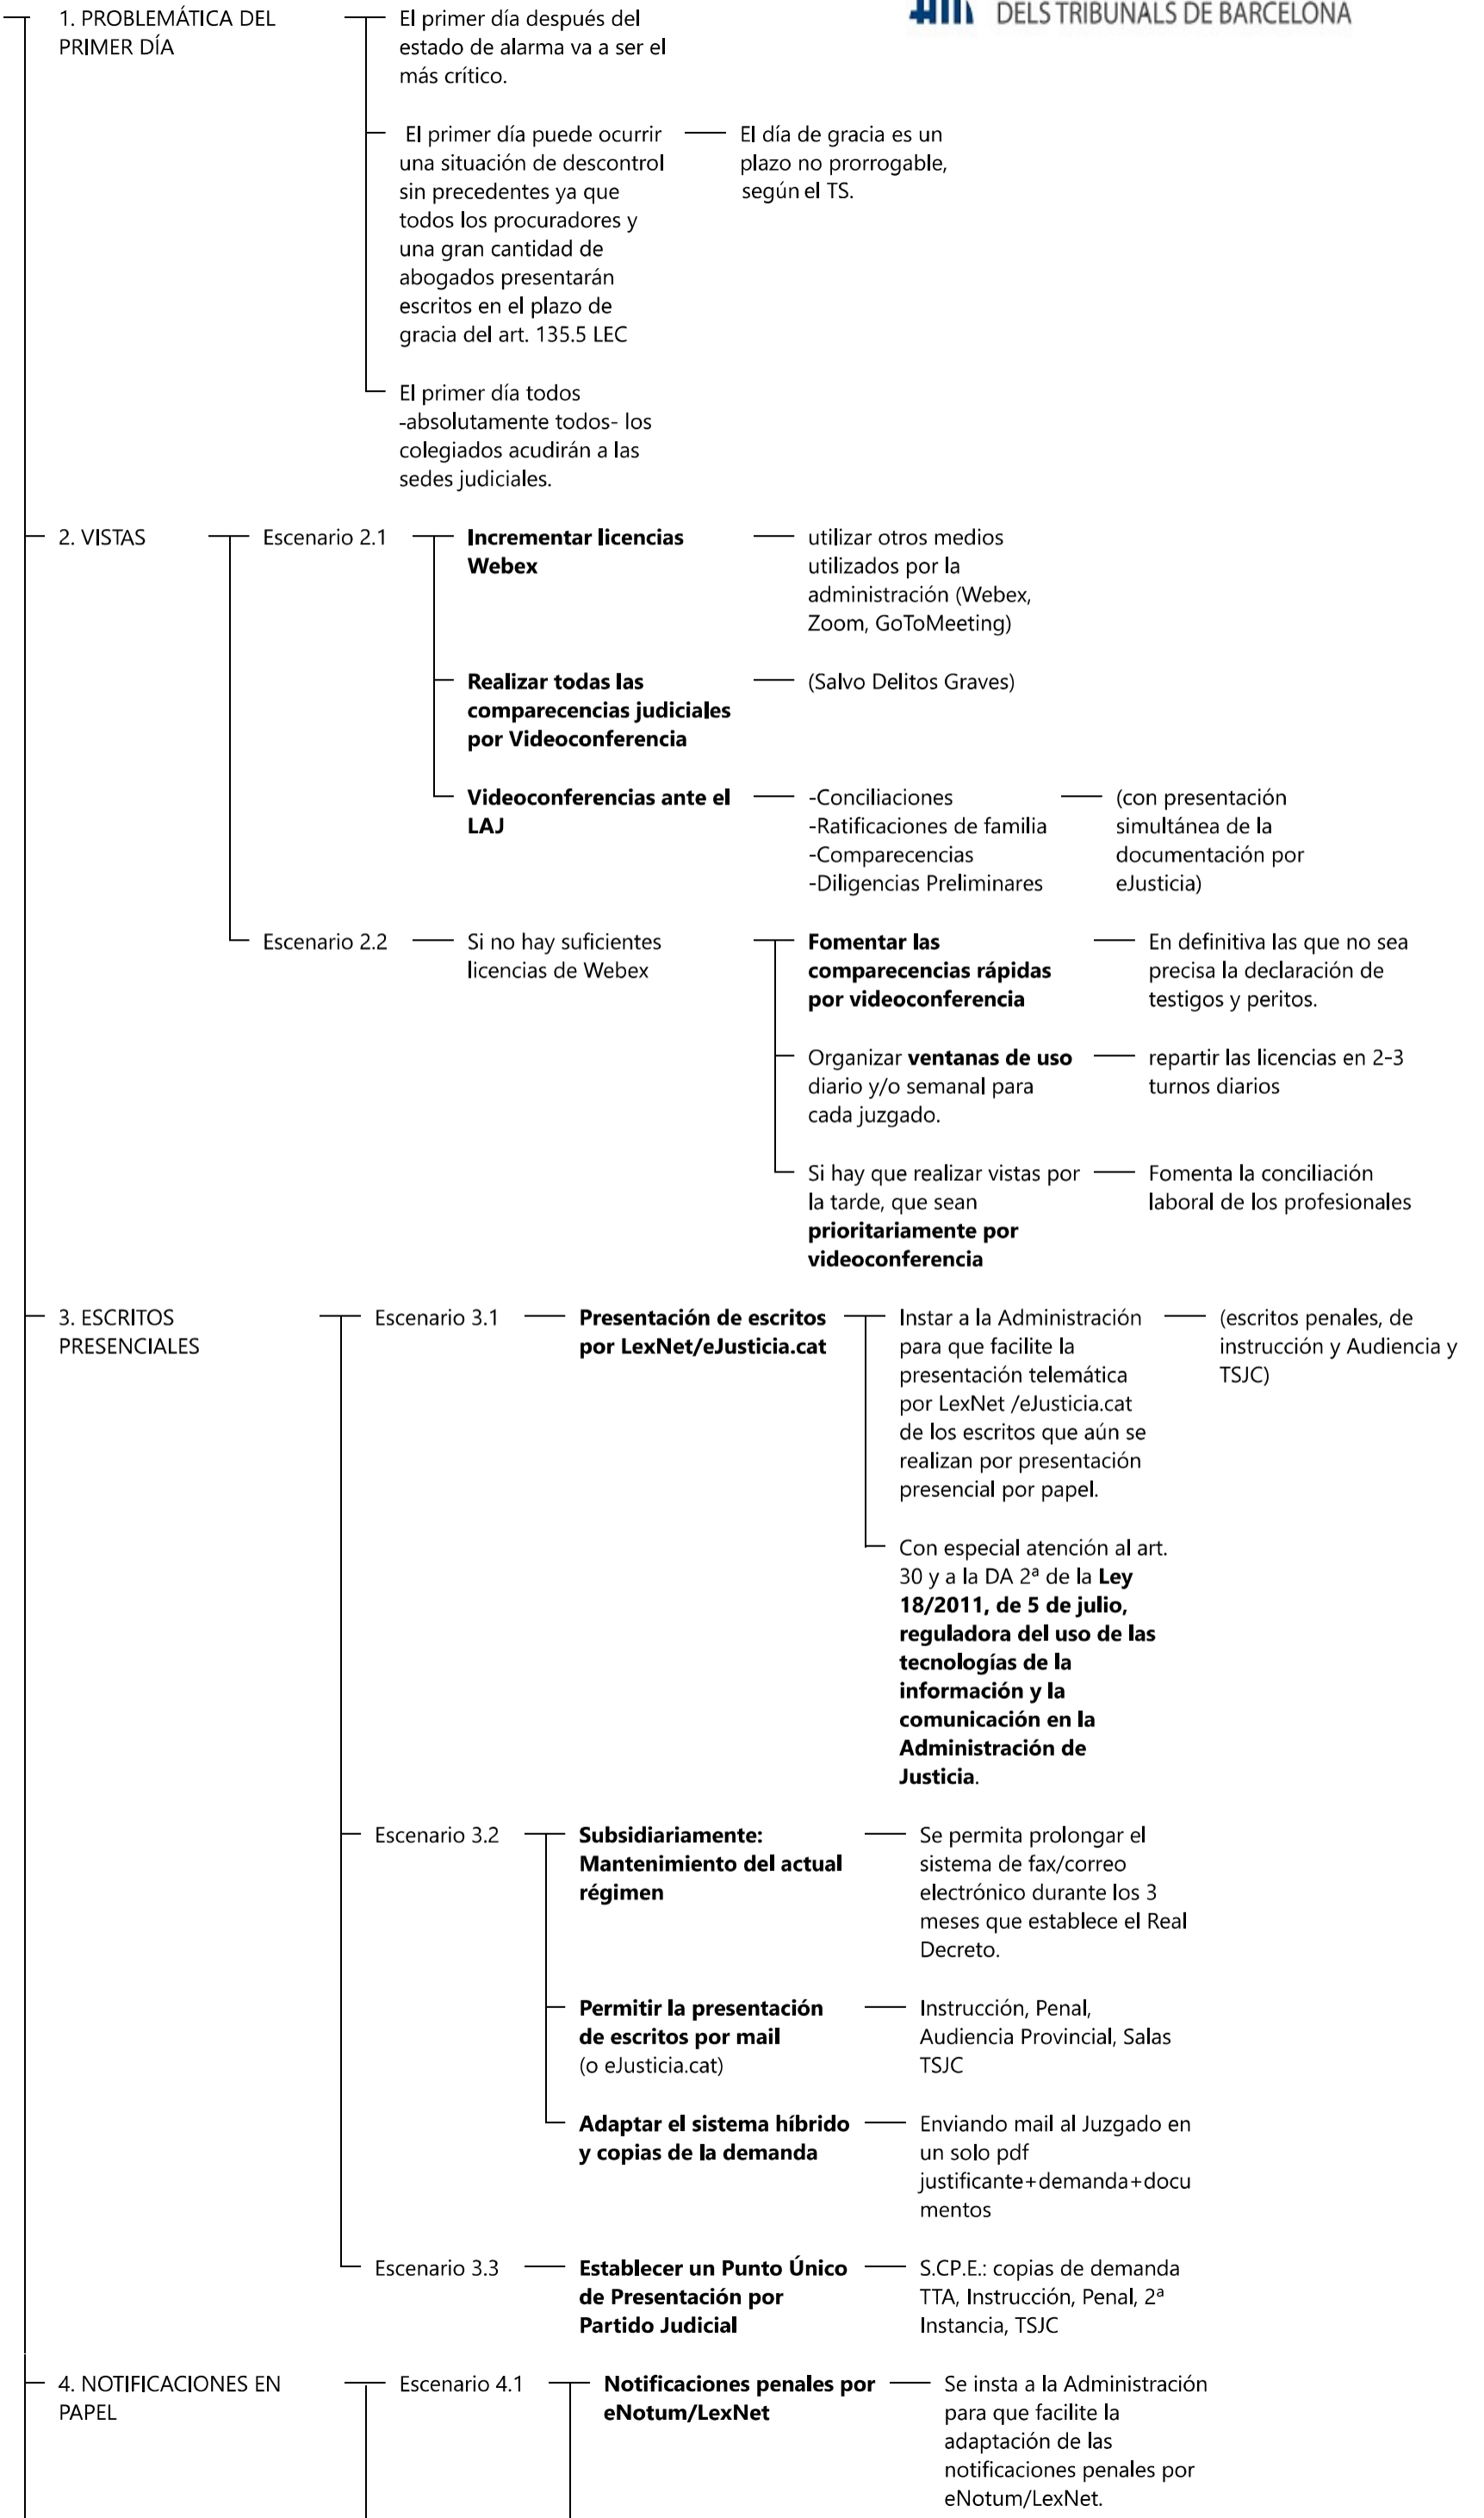 DELS TRIBUNALS DE BARCELONA
1. PROBLEMÁTICA DEL
PRIMER DÍA
El primer día después del
estado de alarma va a ser el
más crítico.
El primer día puede ocurrir
una situación de descontrol
sin precedentes ya que
todos los procuradores y
una gran cantidad de
abogados presentarán
escritos en el plazo de
gracia del art. 135.5 LEC
El día de gracia es un
plazo no prorrogable,
según el TS.
El primer día todos
-absolutamente todos- los
colegiados acudirán a las
sedes judiciales.
2. VISTAS
Escenario 2.1
Incrementar licencias
Webex
utilizar otros medios
utilizados por la
administración (Webex,
Zoom, GoToMeeting)
Realizar todas las
comparecencias judiciales
por Videoconferencia
(Salvo Delitos Graves)
Videoconferencias ante el
LAJ
-Conciliaciones
-Ratificaciones de familia
-Comparecencias
-Diligencias Preliminares
(con presentación
simultánea de la
documentación por
eJusticia)
Escenario 2.2
Si no hay suficientes
licencias de Webex
Fomentar las
comparecencias rápidas
por videoconferencia
En definitiva las que no sea
precisa la declaración de
testigos y peritos.
Organizar ventanas de uso
diario y/o semanal para
cada juzgado.
repartir las licencias en 2-3
turnos diarios
Si hay que realizar vistas por
la tarde, que sean
prioritariamente por
videoconferencia
Fomenta la conciliación
laboral de los profesionales
3. ESCRITOS
PRESENCIALES
Escenario 3.1
Presentación de escritos
por LexNet/eJusticia.cat
Instar a la Administración
para que facilite la
presentación telemática
por LexNet /eJusticia.cat
de los escritos que aún se
realizan por presentación
presencial por papel.
(escritos penales, de
instrucción y Audiencia y
TSJC)
Con especial atención al art.
30 y a la DA 2ª de la Ley
18/2011, de 5 de julio,
reguladora del uso de las
tecnologías de la
información y la
comunicación en la
Administración de
Justicia.
Escenario 3.2
Subsidiariamente:
Mantenimiento del actual
régimen
Se permita prolongar el
sistema de fax/correo
electrónico durante los 3
meses que establece el Real
Decreto.
Permitir la presentación
de escritos por mail
(o eJusticia.cat)
Instrucción, Penal,
Audiencia Provincial, Salas
TSJC
Adaptar el sistema híbrido
y copias de la demanda
Enviando mail al Juzgado en
un solo pdf
justificante+demanda+docu
mentos
Escenario 3.3
Establecer un Punto Único
de Presentación por
Partido Judicial
S.CP.E.: copias de demanda
TTA, Instrucción, Penal, 2ª
Instancia, TSJC
4. NOTIFICACIONES EN
PAPEL
Escenario 4.1
Notificaciones penales por
eNotum/LexNet
Se insta a la Administración
para que facilite la
adaptación de las
notificaciones penales por
eNotum/LexNet.